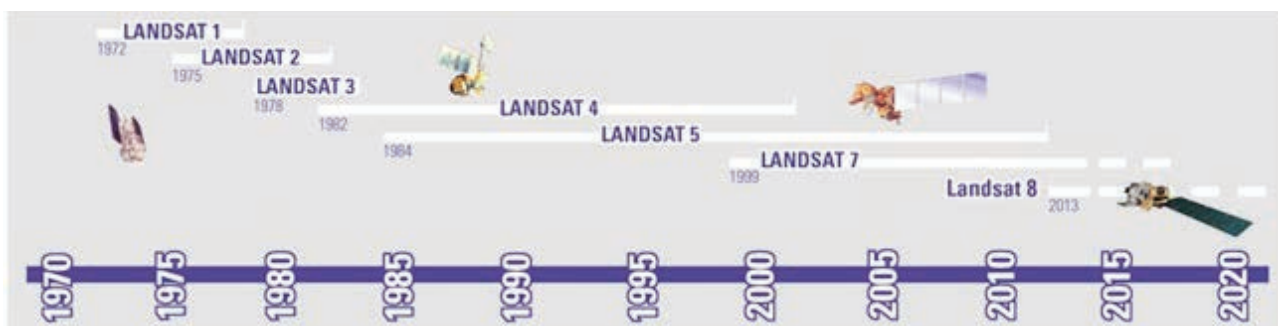 LANDSAT 1
1972
LANDSAT 2
1975
LANDSAT 3
1978
LANDSAT 4
1982
LANDSAT 5
1984
LANDSAT 7
1999
Landsat 8
2013
1970 1975 1980 1985 1990 1995 2000 2005 2010 2015 2020